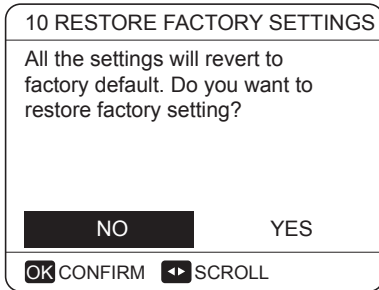 10 RESTORE FACTORY SETTINGS
All the settings will revert to
factory default. Do you want to
restore factory setting?
NO YES
OK CONFIRM SCROLL